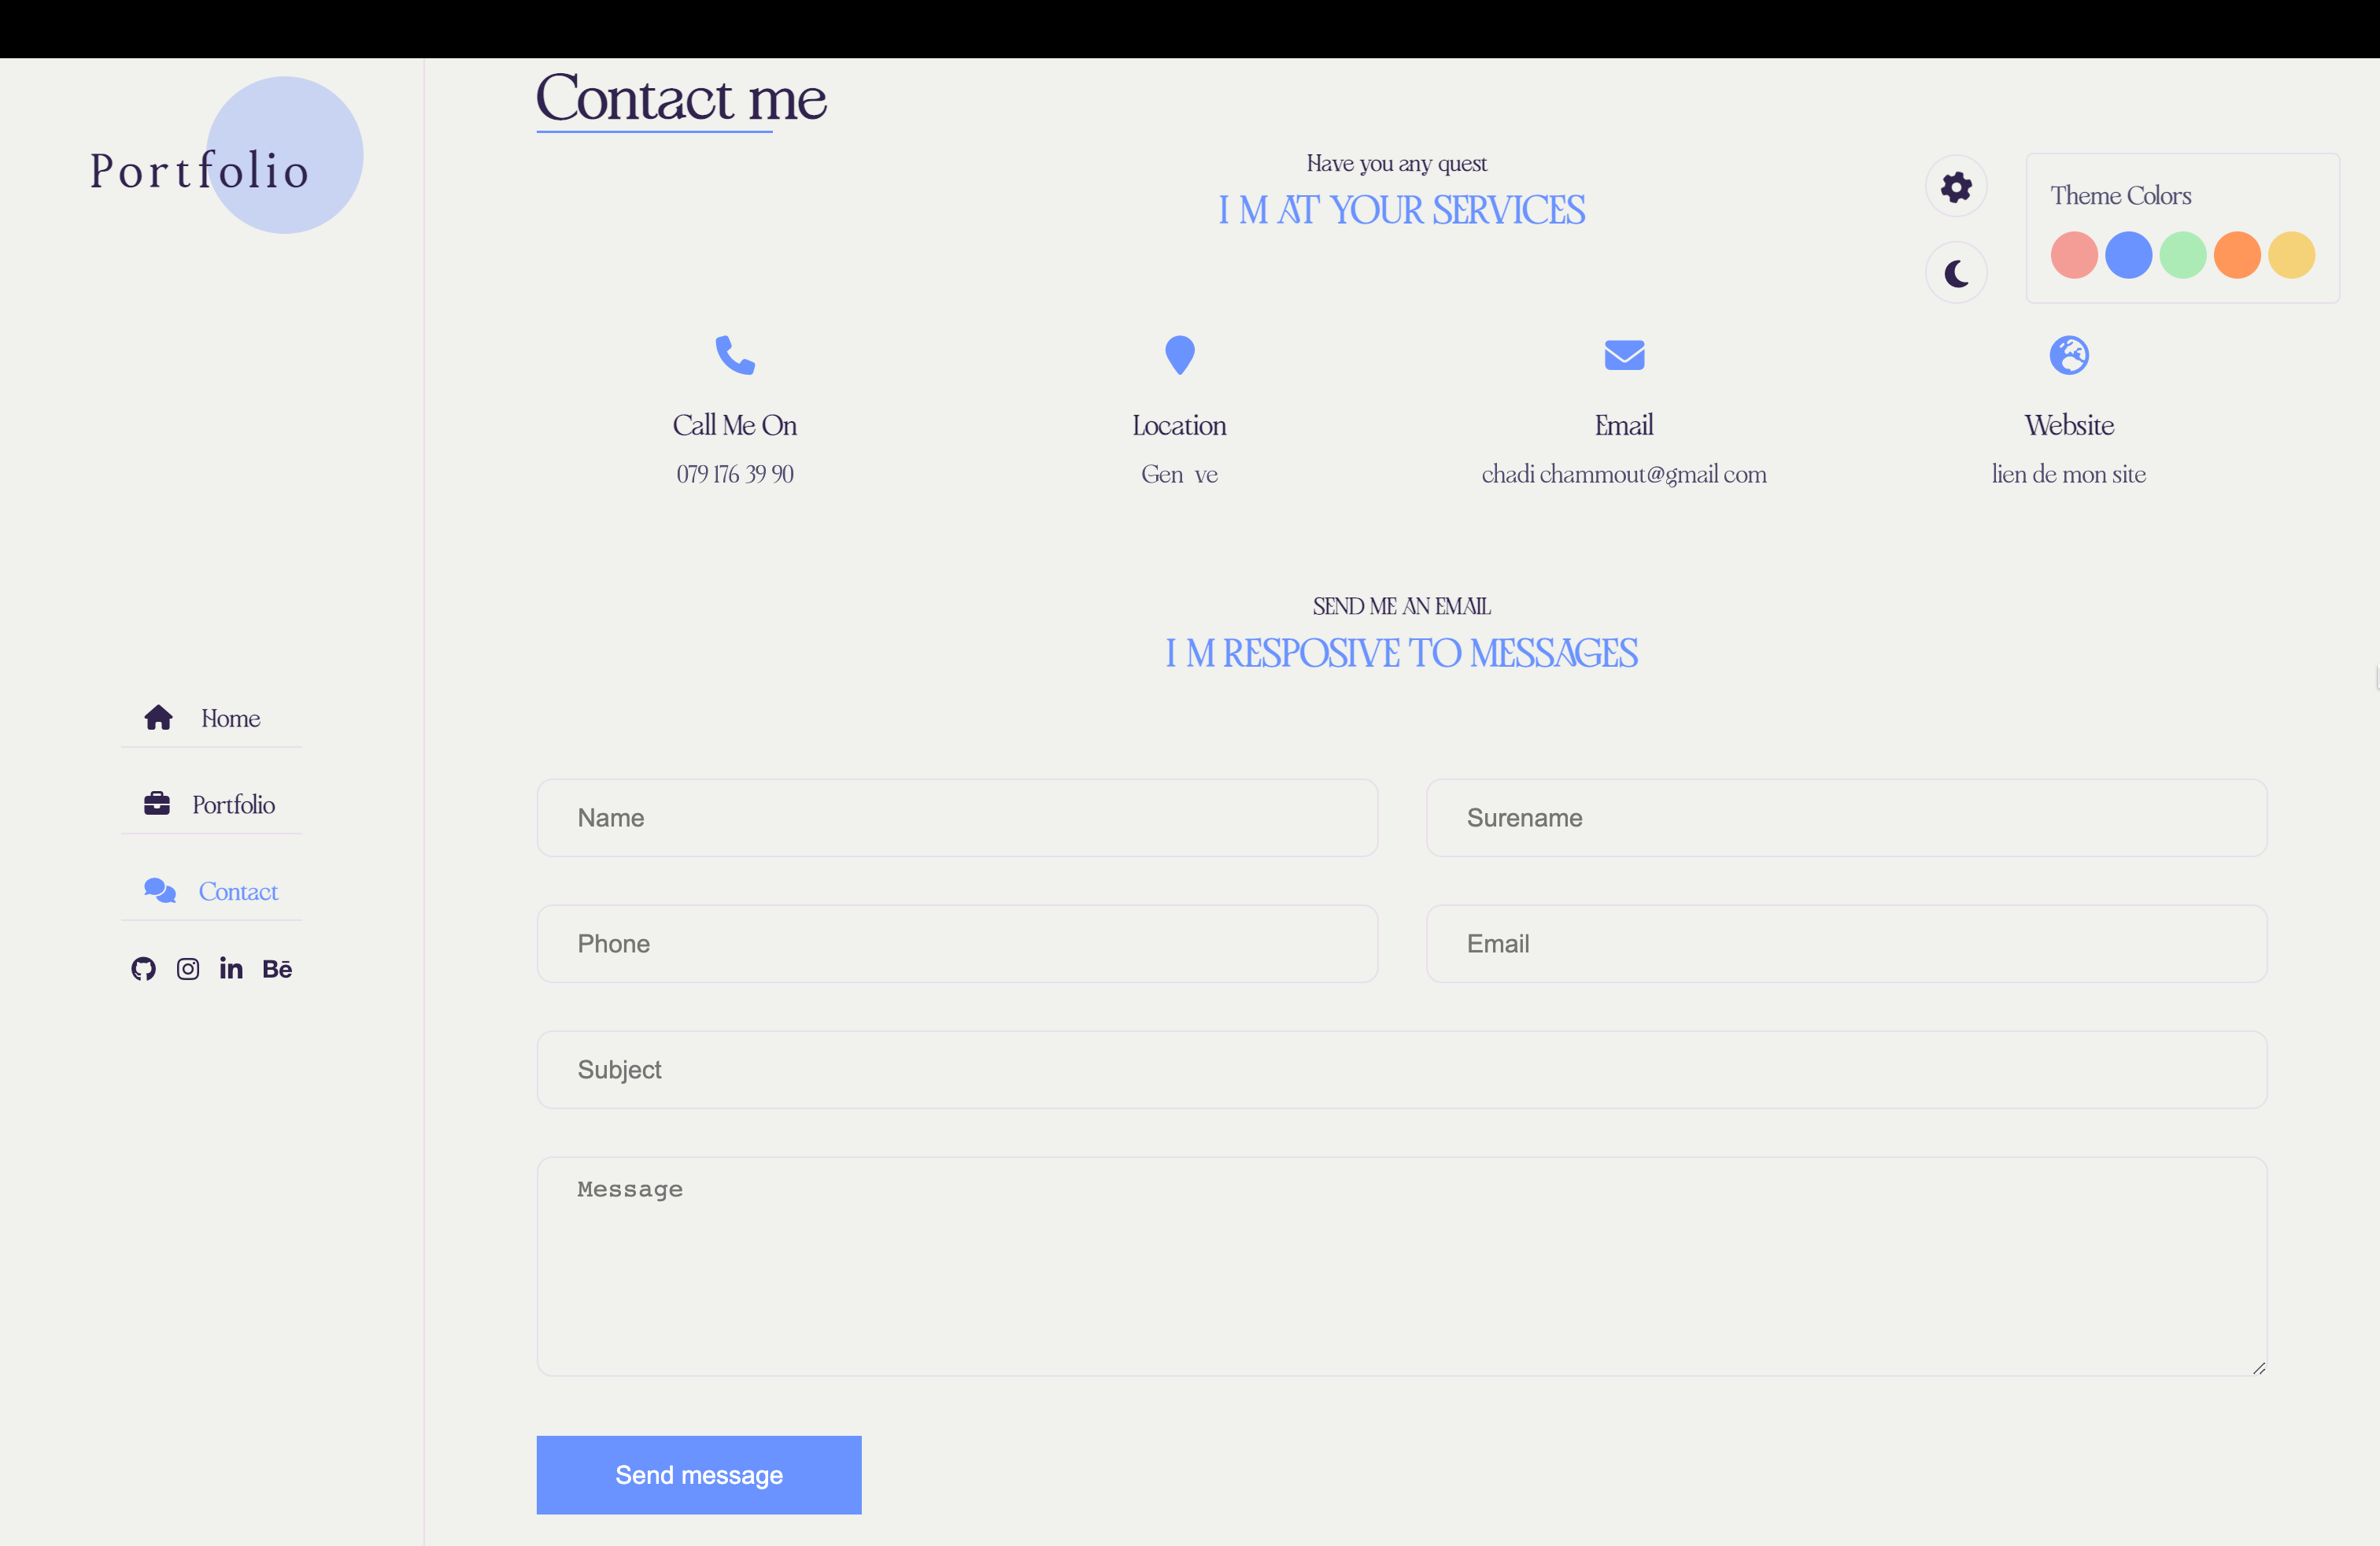 Portfolio
Home
Portfolio
Contact
Bē
Contact me
Have you any quest
I M AT YOUR SERVICES
Theme Colors
Call Me On
079 176 39 90
Location
Gen ve
Email
chadi chammout@gmail com
Website
lien de mon site
SEND ME AN EMAIL
I M RESPOSIVE TO MESSAGES
Name
Surename
Phone
Email
Subject
Message
Send message